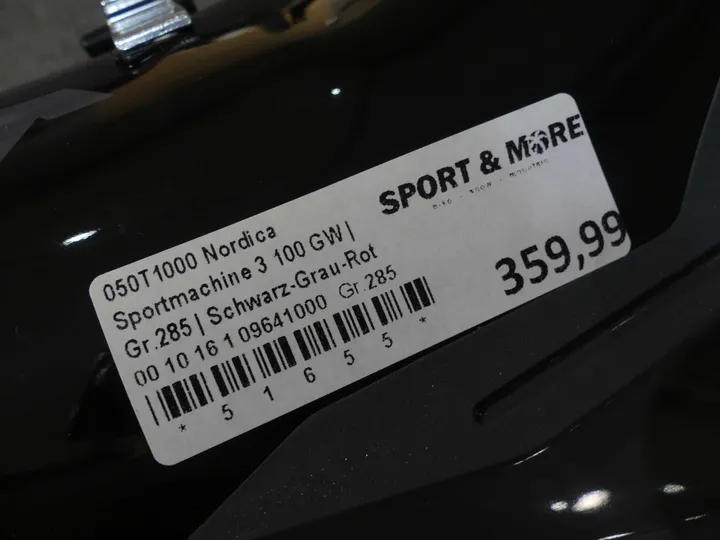 SPORT & MORE
050T1000 Nordica
Sportmachine 3 100 GW |
Gr.285 | Schwarz-Grau-Rot
00 10 16 1 09641000 Gr.285
359,99
* 5 1 6 5 5 *